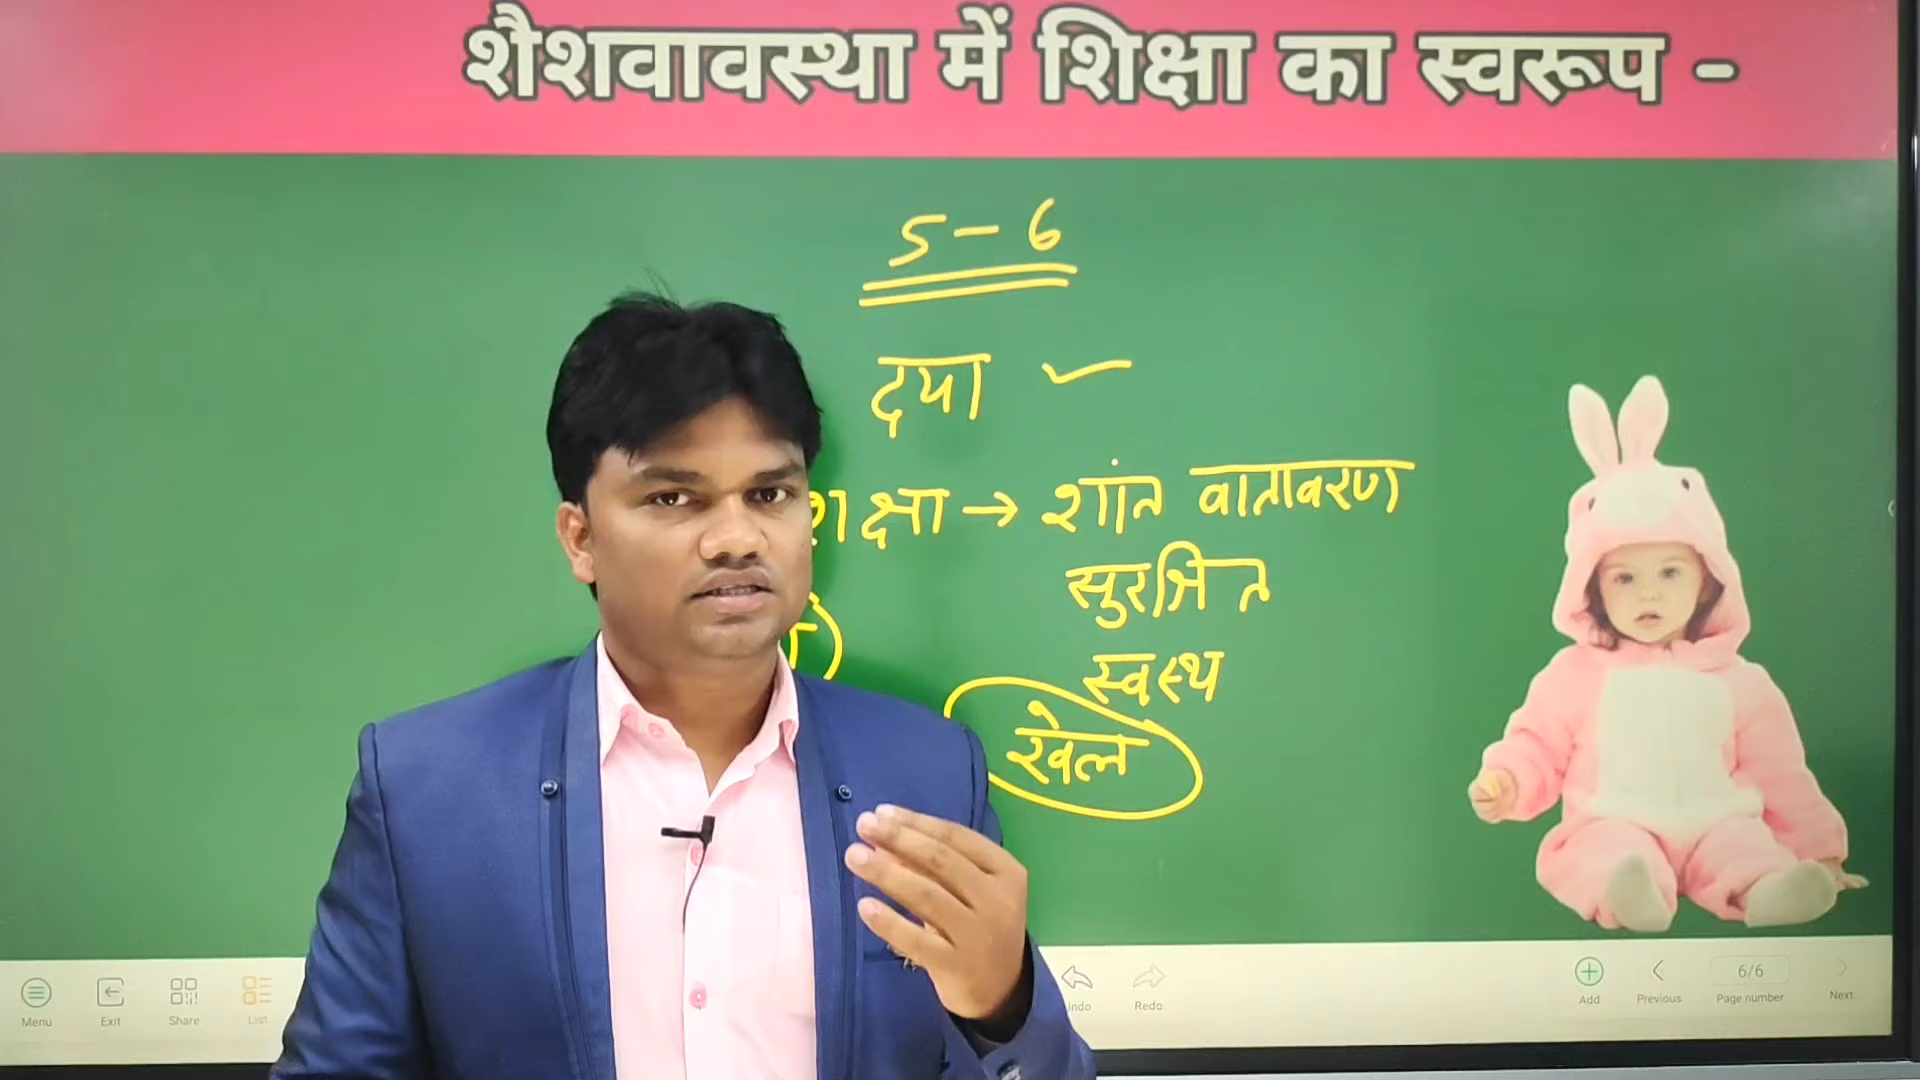 शैशवावस्था में शिक्षा का स्वरूप -
5-6
दया ✓
→ शांत वातावरण
सुरक्षित
स्वस्थ
खेल
Menu Exit Share List Undo Redo Add Previous 6/6 Page number Next